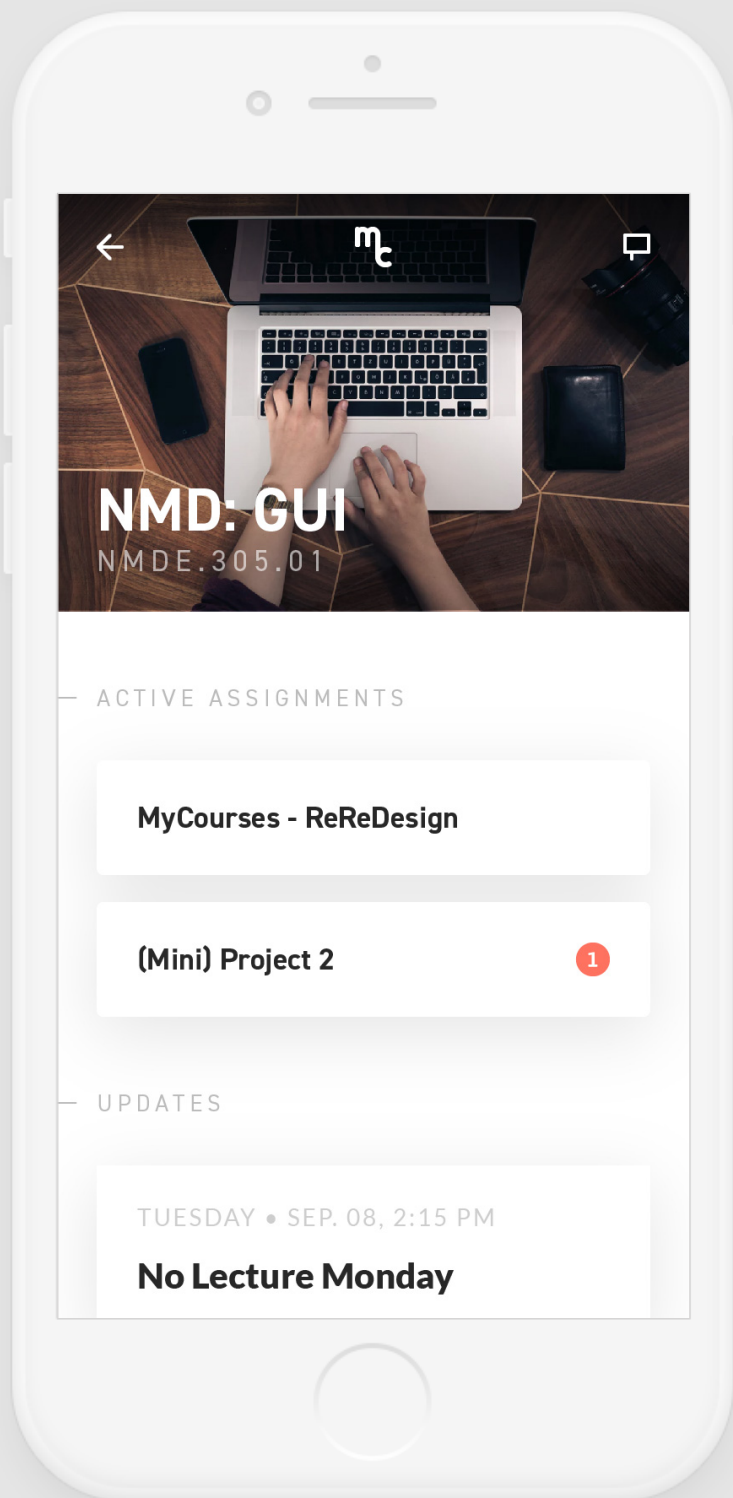 mc
NMD: GUI
NMDE.305.01
ACTIVE ASSIGNMENTS
MyCourses - ReReDesign
(Mini) Project 2
1
UPDATES
TUESDAY • SEP. 08, 2:15 PM
No Lecture Monday